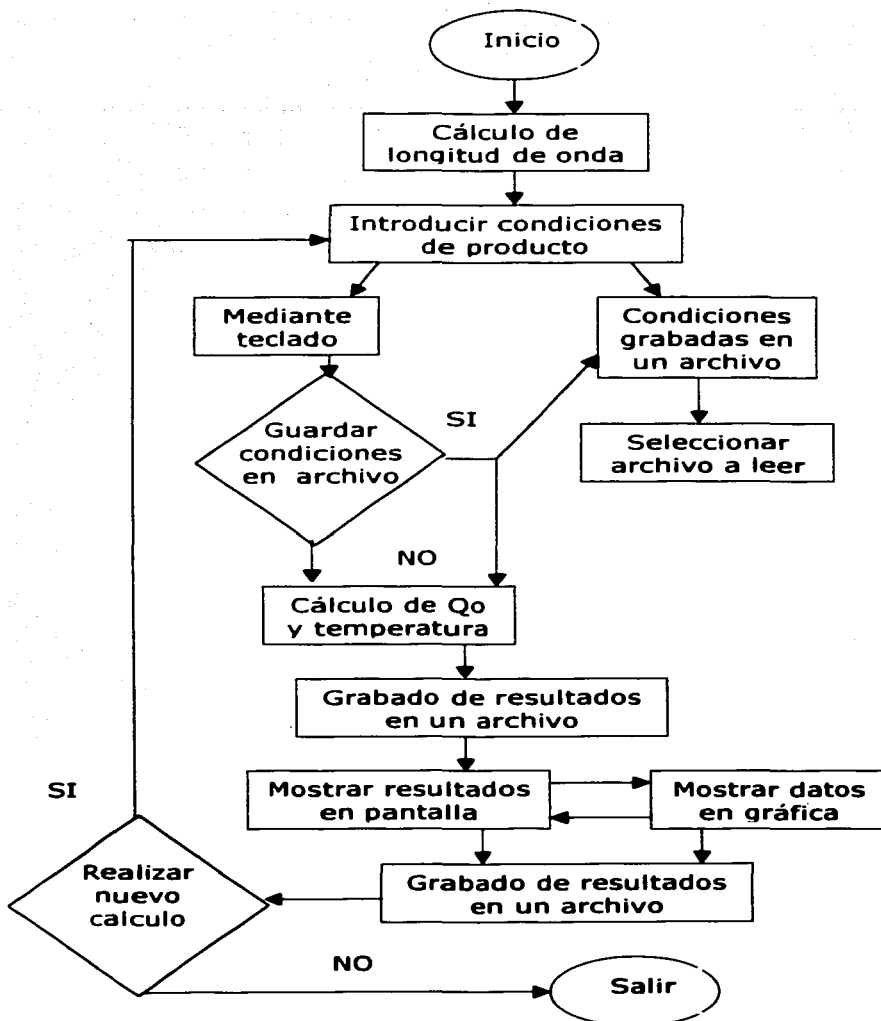 Inicio
Cálculo de
longitud de onda
Introducir condiciones
de producto
Mediante
teclado
Condiciones
grabadas en
un archivo
SI
Guardar
condiciones
en archivo
Seleccionar
archivo a leer
NO
Cálculo de Qo
y temperatura
Grabado de resultados
en un archivo
SI
Mostrar resultados
en pantalla
Mostrar datos
en gráfica
Realizar
nuevo
calculo
Grabado de resultados
en un archivo
NO
Salir